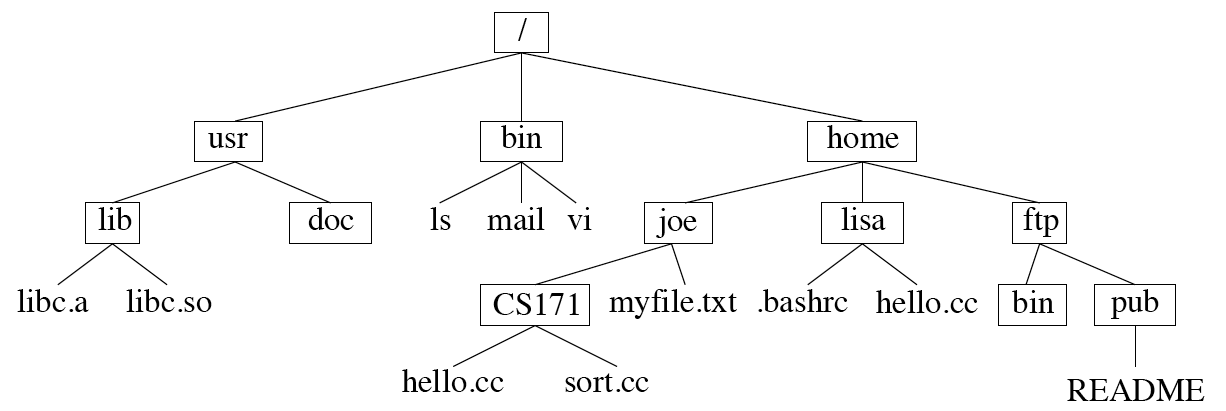 /
usr bin home
lib doc ls mail vi joe lisa ftp
libc.a libc.so CS171 myfile.txt .bashrc hello.cc bin pub
hello.cc sort.cc README